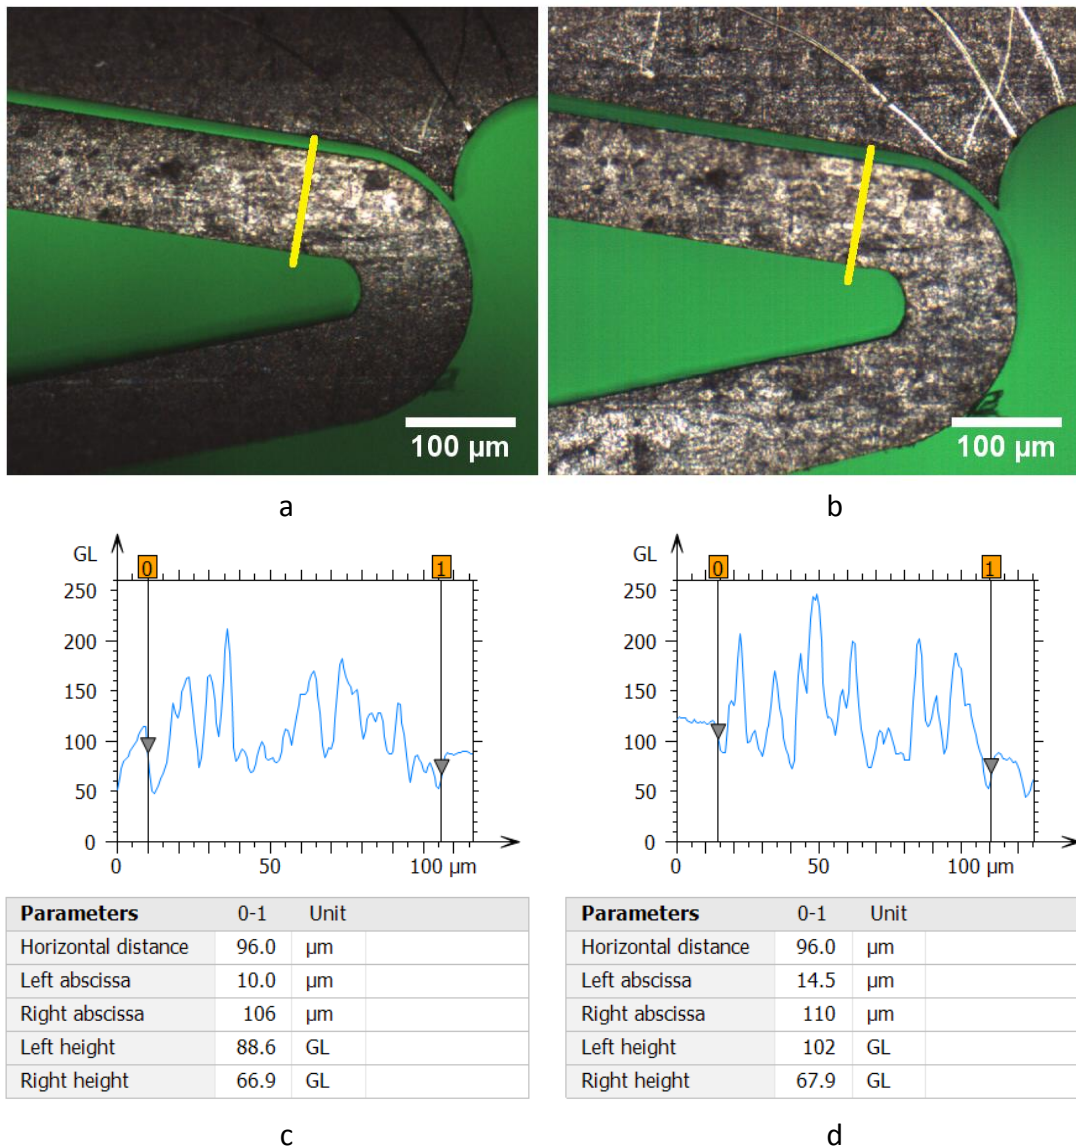 100 µm
100 µm
a
b
GL
0
1
250
200
150
100
50
0
0
50
100 µm
GL
0
1
250
200
150
100
50
0
0
50
100 µm
Parameters 0-1 Unit
Horizontal distance 96.0 µm
Left abscissa 10.0 µm
Right abscissa 106 µm
Left height 88.6 GL
Right height 66.9 GL
Parameters 0-1 Unit
Horizontal distance 96.0 µm
Left abscissa 14.5 µm
Right abscissa 110 µm
Left height 102 GL
Right height 67.9 GL
c
d